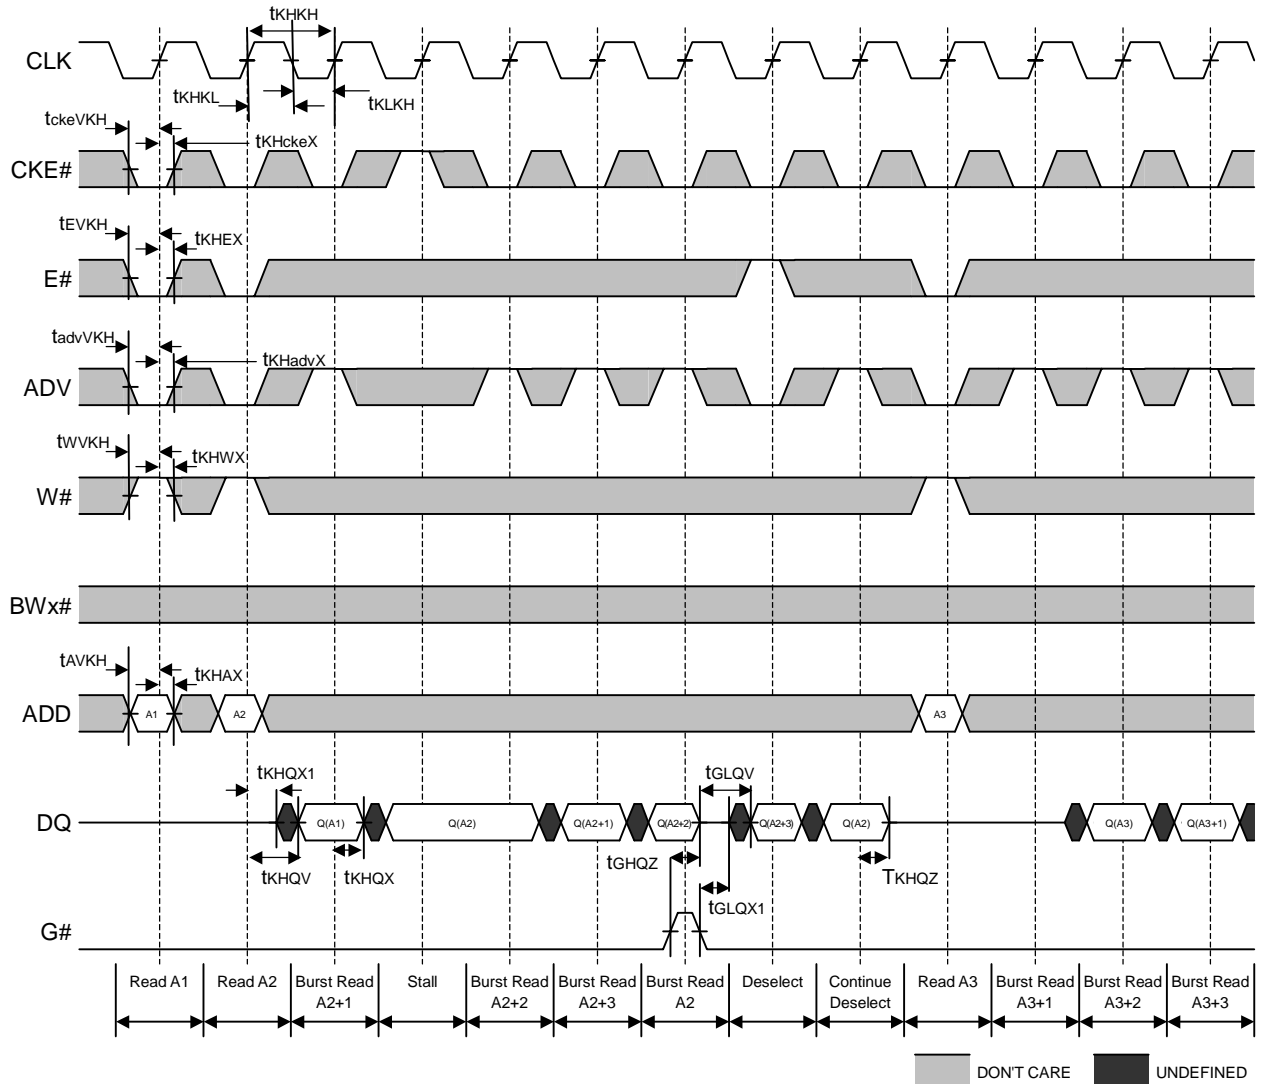 tKHKH
CLK
tKHKL
tKLKH
tckeVKH
tKHckeX
CKE#
tEVKH
tKHEX
E#
tadvVKH
tKHadvX
ADV
tWVKH
tKHWX
W#
BWx#
tAVKH
tKHAX
ADD
A1
A2
A3
tKHQX1
tGLQV
DQ
Q(A1)
Q(A2)
Q(A2+1)
Q(A2+2)
Q(A2+3)
Q(A2)
Q(A3)
Q(A3+1)
tKHQV
tKHQX
tGHQZ
TKHQZ
tGLQX1
G#
Read A1
Read A2
Burst Read
A2+1
Stall
Burst Read
A2+2
Burst Read
A2+3
Burst Read
A2
Deselect
Continue
Deselect
Read A3
Burst Read
A3+1
Burst Read
A3+2
Burst Read
A3+3
DON'T CARE
UNDEFINED